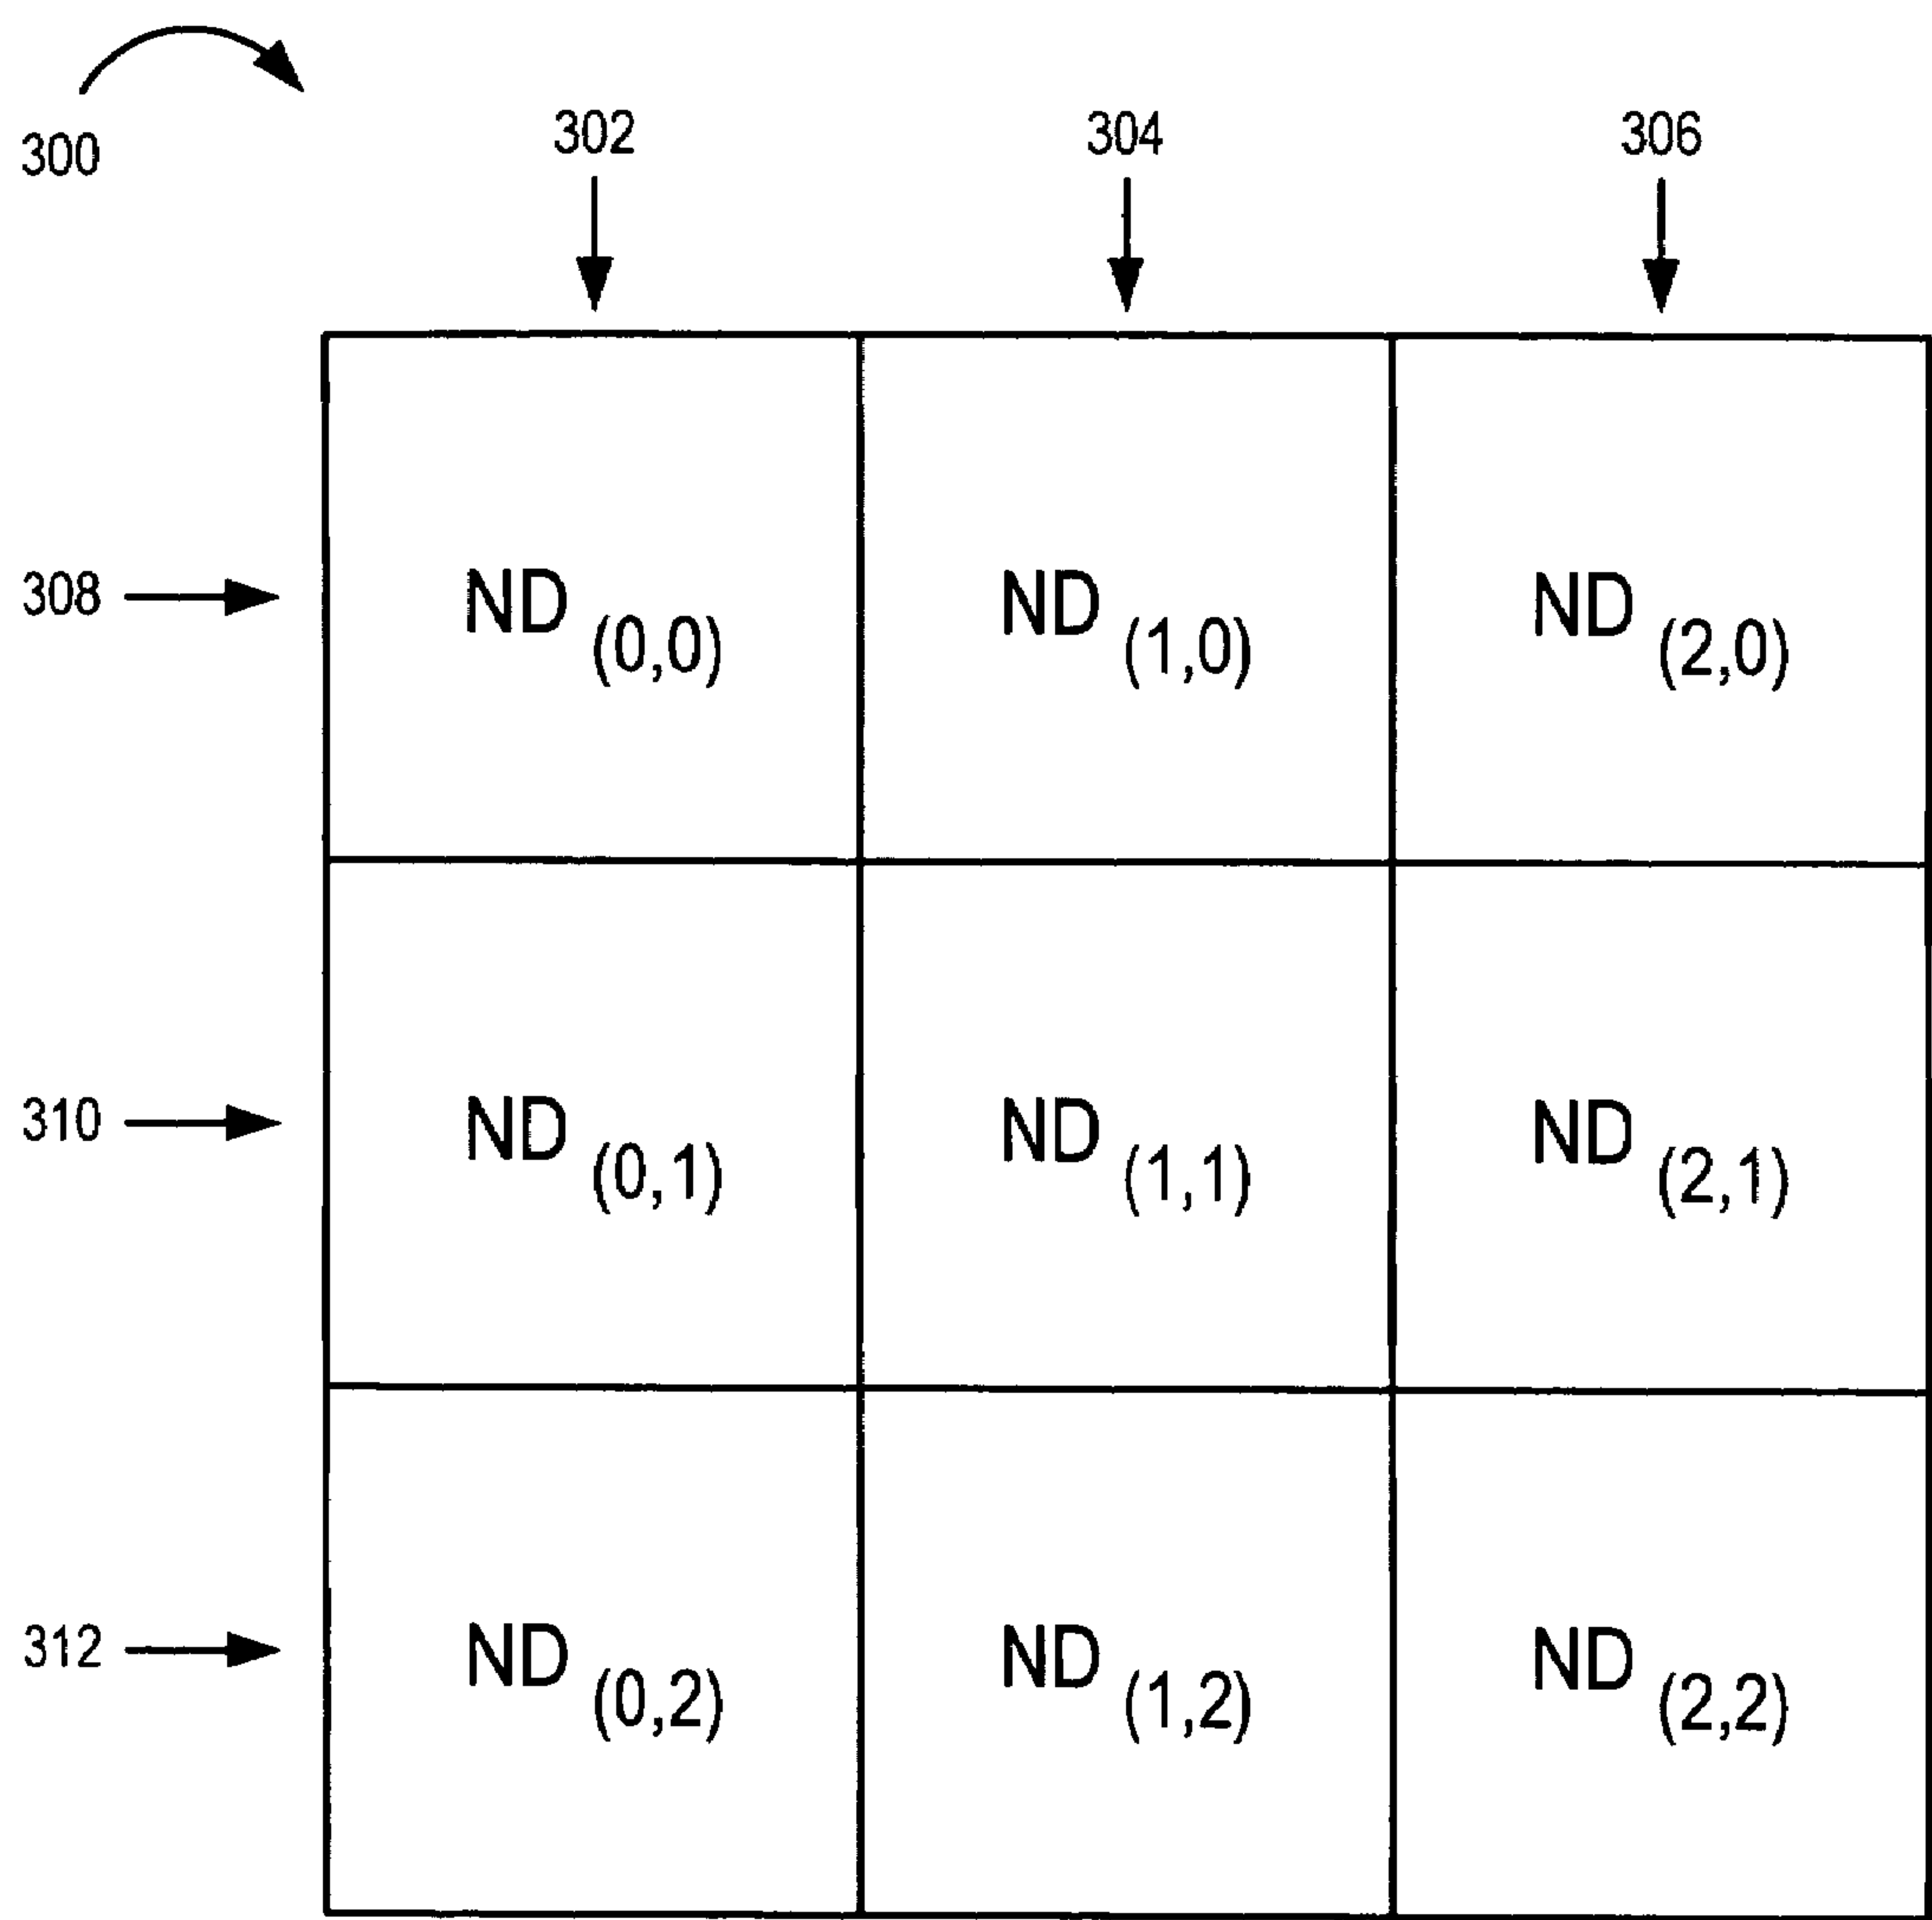 300
302 304 306
308 ND (0,0) ND (1,0) ND (2,0)
310 ND (0,1) ND (1,1) ND (2,1)
312 ND (0,2) ND (1,2) ND (2,2)